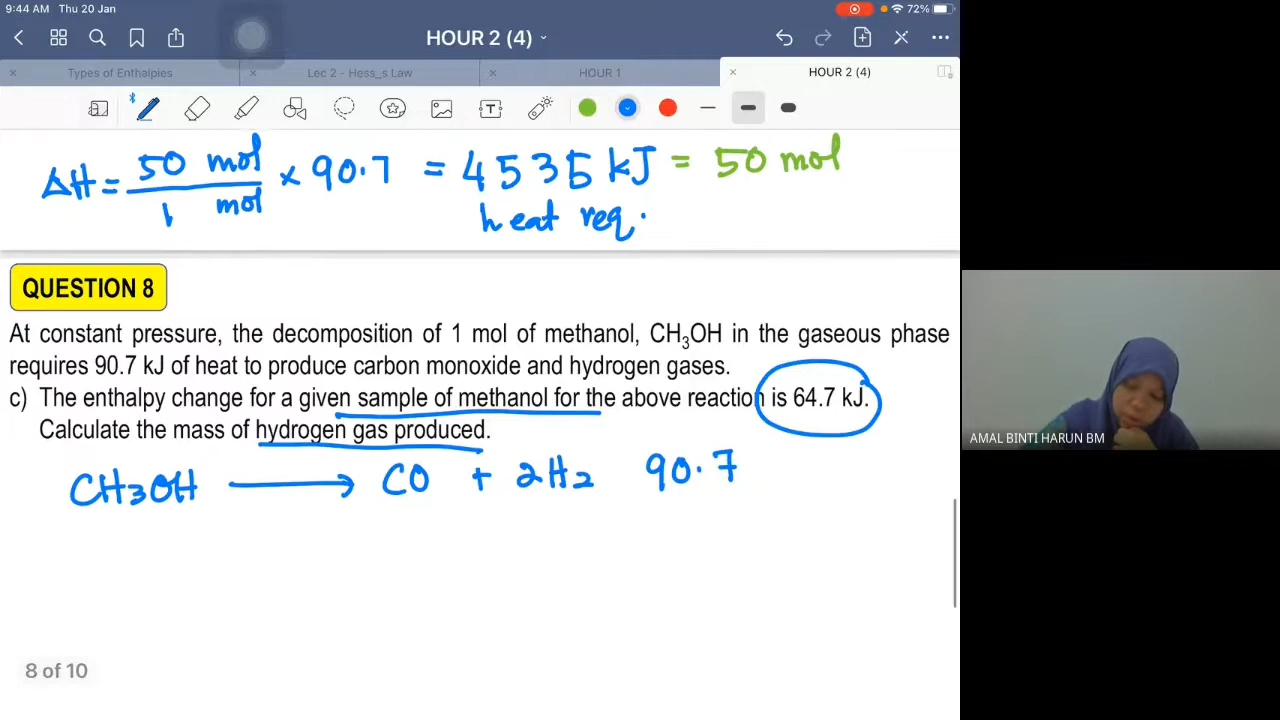 9:44 AM Thu 20 Jan
72%
HOUR 2 (4)
Types of Enthalpies
Lec 2 - Hess_s Law
HOUR 1
HOUR 2 (4)
T
ΔH = 50 mol / 1 mol × 90.7 = 4535 kJ = 50 mol
heat req.
QUESTION 8
At constant pressure, the decomposition of 1 mol of methanol, CH₃OH in the gaseous phase
requires 90.7 kJ of heat to produce carbon monoxide and hydrogen gases.
c) The enthalpy change for a given sample of methanol for the above reaction is 64.7 kJ.
Calculate the mass of hydrogen gas produced.
CH₃OH ⟶ CO + 2H₂ 90.7
8 of 10
AMAL BINTI HARUN BM